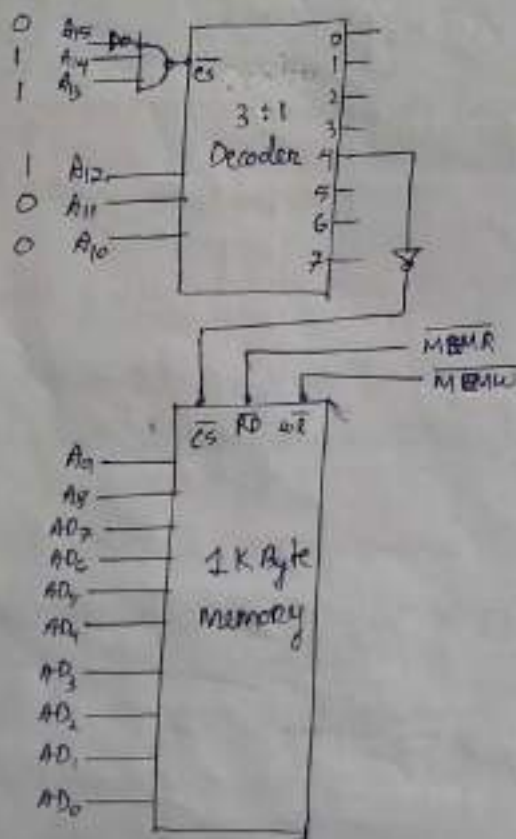 0 A15
1 A14
1 A13
CS
0
1
2
3 : 8
Decoder
3
4
1 A12
0 A11
0 A10
5
6
7
MEMR
MEMW
CS RD WR
A9
A8
AD7
AD6
AD5
AD4
AD3
AD2
AD1
AD0
1 K Byte
Memory